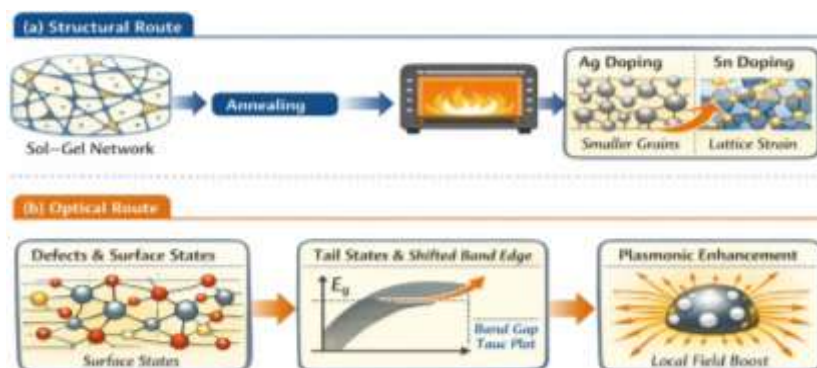 (a) Structural Route
Sol–Gel Network
Annealing
Ag Doping
Sn Doping
Smaller Grains
Lattice Strain
(b) Optical Route
Defects & Surface States
Surface States
Tail States & Shifted Band Edge
Eg
Band Gap
Tauc Plot
Plasmonic Enhancement
Local Field Boost